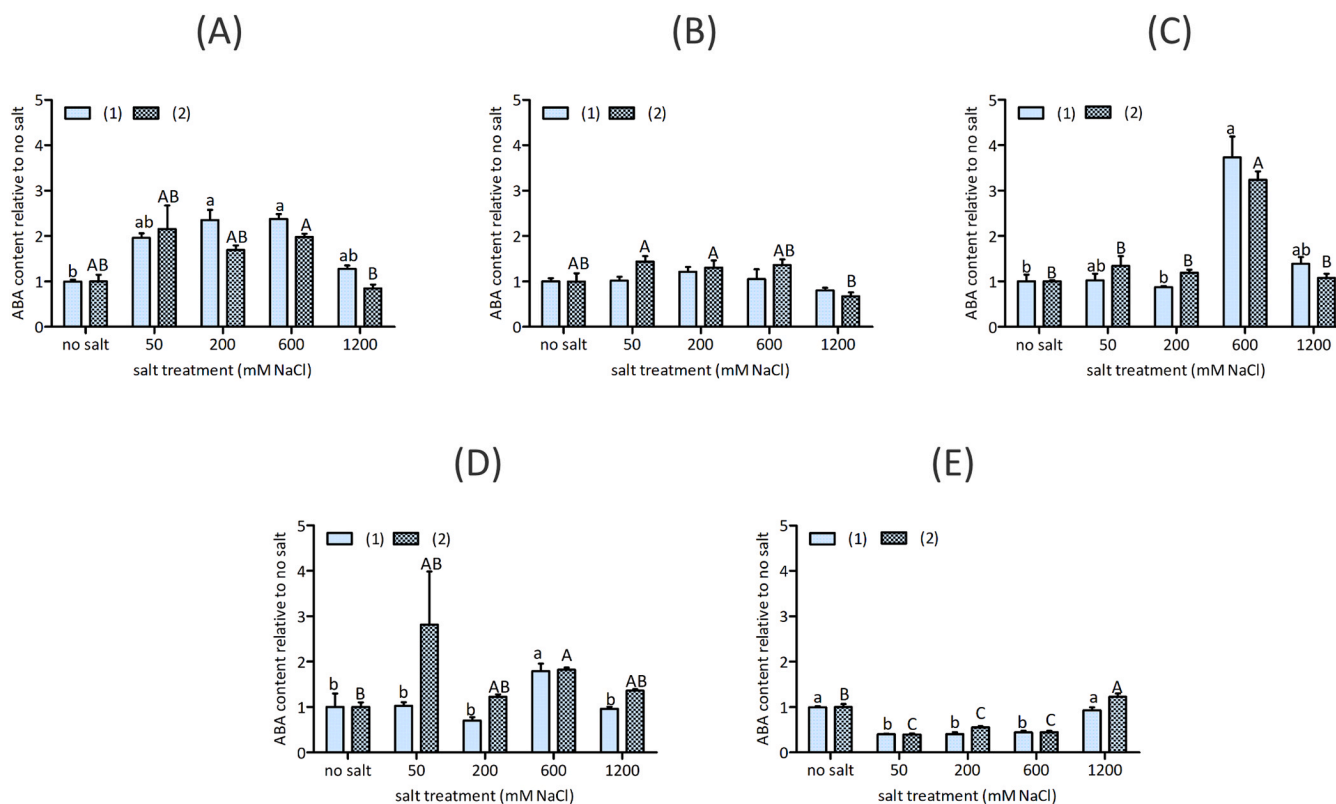 (A)
ABA content relative to no salt
5
4
3
2
1
0
(1) (2)
b AB ab AB a AB a A ab B
no salt 50 200 600 1200
salt treatment (mM NaCl)
(B)
ABA content relative to no salt
5
4
3
2
1
0
(1) (2)
AB A A AB B
no salt 50 200 600 1200
salt treatment (mM NaCl)
(C)
ABA content relative to no salt
5
4
3
2
1
0
(1) (2)
b B ab B b B a A ab B
no salt 50 200 600 1200
salt treatment (mM NaCl)
(D)
ABA content relative to no salt
5
4
3
2
1
0
(1) (2)
b B b AB b AB a A b AB
no salt 50 200 600 1200
salt treatment (mM NaCl)
(E)
ABA content relative to no salt
5
4
3
2
1
0
(1) (2)
a B b C b C b C a A
no salt 50 200 600 1200
salt treatment (mM NaCl)